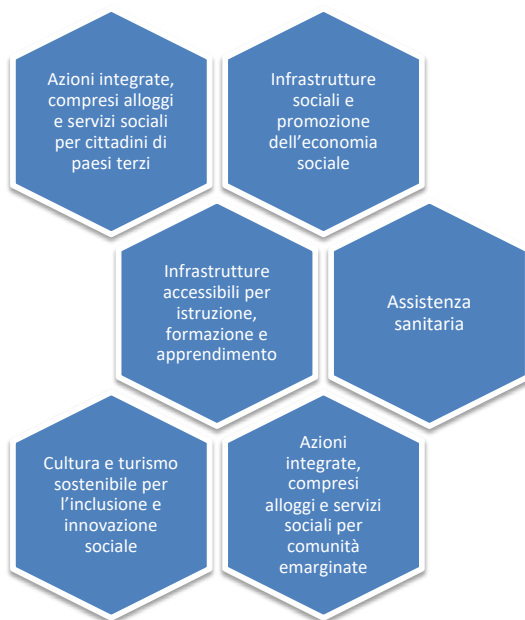 Azioni integrate,
compresi alloggi
e servizi sociali
per cittadini di
paesi terzi
Infrastrutture
sociali e
promozione
dell’economia
sociale
Infrastrutture
accessibili per
istruzione,
formazione e
apprendimento
Assistenza
sanitaria
Cultura e turismo
sostenibile per
l’inclusione e
innovazione
sociale
Azioni
integrate,
compresi
alloggi e servizi
sociali per
comunità
emarginate